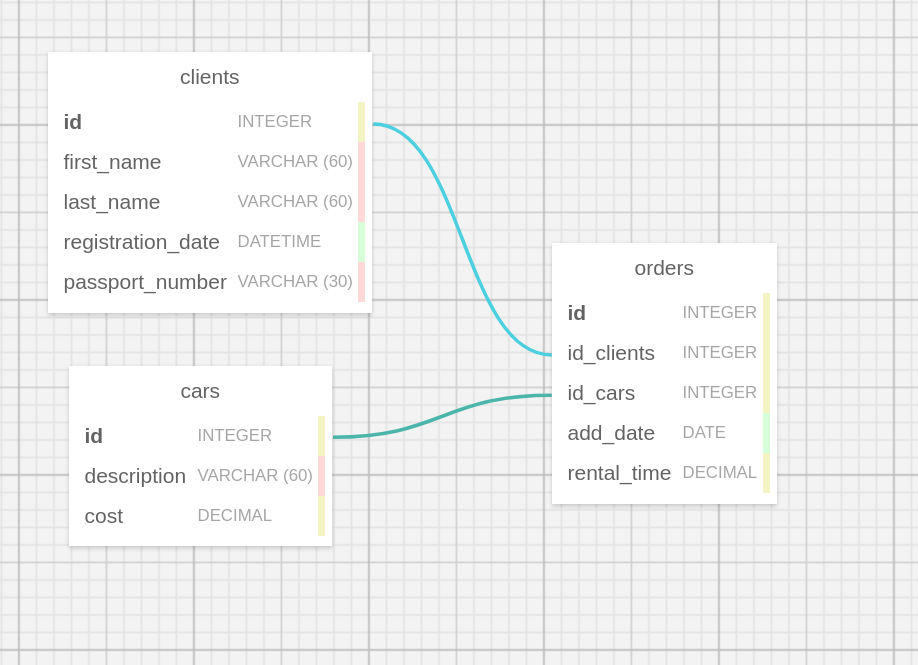 clients
id INTEGER
first_name VARCHAR (60)
last_name VARCHAR (60)
registration_date DATETIME
passport_number VARCHAR (30)
cars
id INTEGER
description VARCHAR (60)
cost DECIMAL
orders
id INTEGER
id_clients INTEGER
id_cars INTEGER
add_date DATE
rental_time DECIMAL